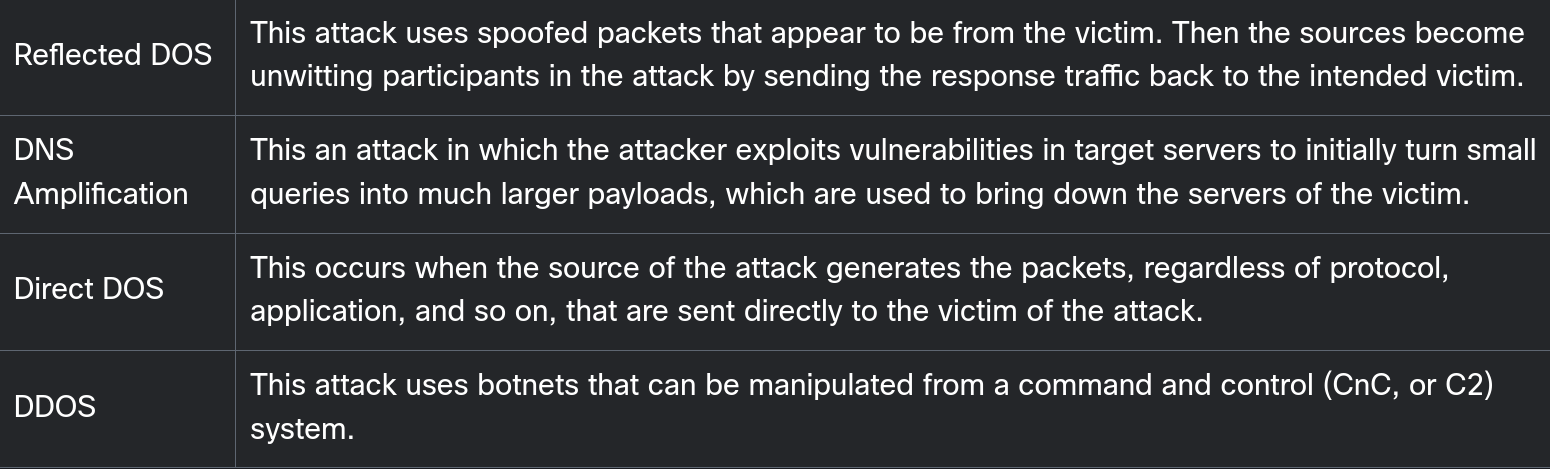 Reflected DOS
This attack uses spoofed packets that appear to be from the victim. Then the sources become
unwitting participants in the attack by sending the response traffic back to the intended victim.
DNS
Amplification
This an attack in which the attacker exploits vulnerabilities in target servers to initially turn small
queries into much larger payloads, which are used to bring down the servers of the victim.
Direct DOS
This occurs when the source of the attack generates the packets, regardless of protocol,
application, and so on, that are sent directly to the victim of the attack.
DDOS
This attack uses botnets that can be manipulated from a command and control (CnC, or C2)
system.